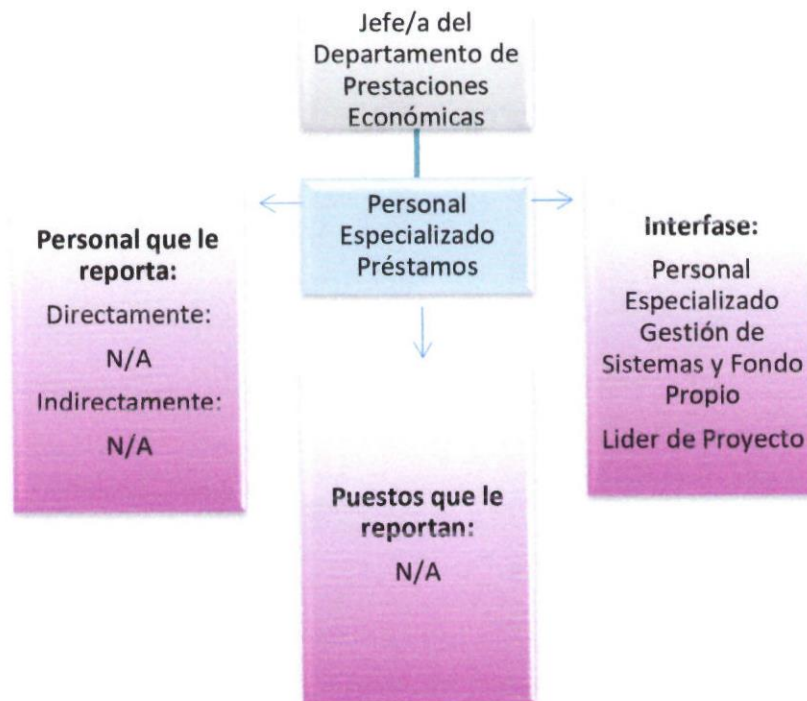 Jefe/a del
Departamento de
Prestaciones
Económicas
Personal
Especializado
Préstamos
Personal que le
reporta:
Directamente:
N/A
Indirectamente:
N/A
Puestos que le
reportan:
N/A
Interfase:
Personal
Especializado
Gestión de
Sistemas y Fondo
Propio
Lider de Proyecto